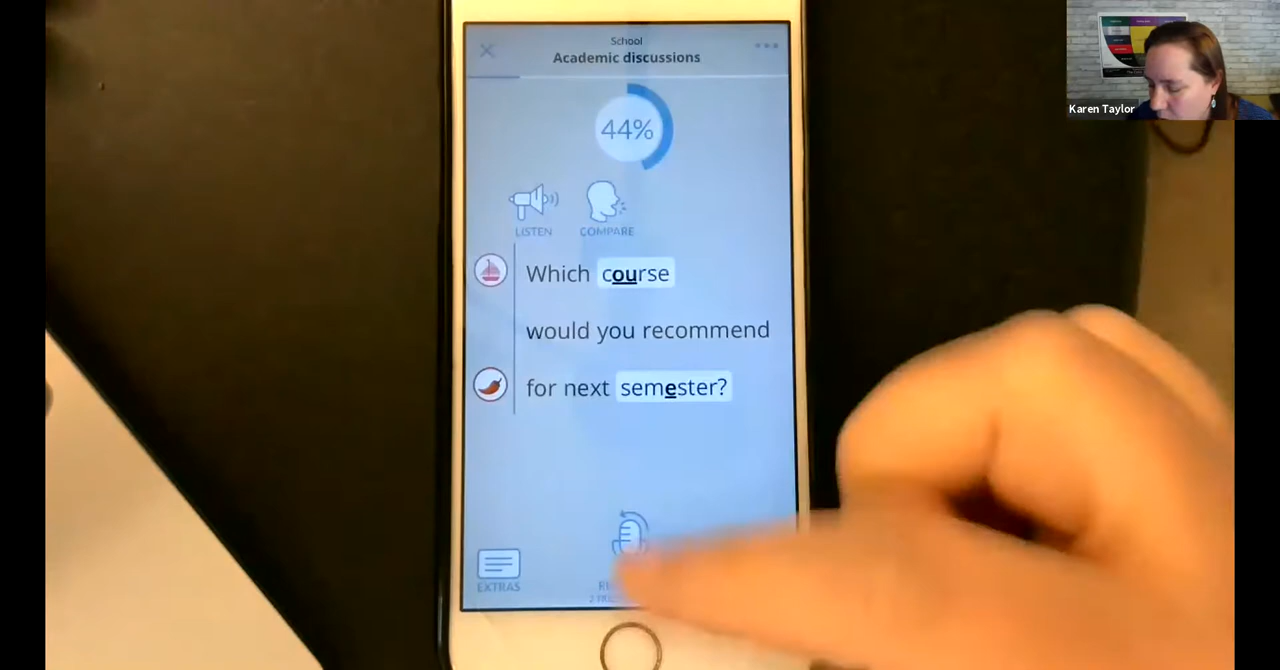 School
Academic discussions
44%
LISTEN
COMPARE
Which course
would you recommend
for next semester?
EXTRAS
Karen Taylor